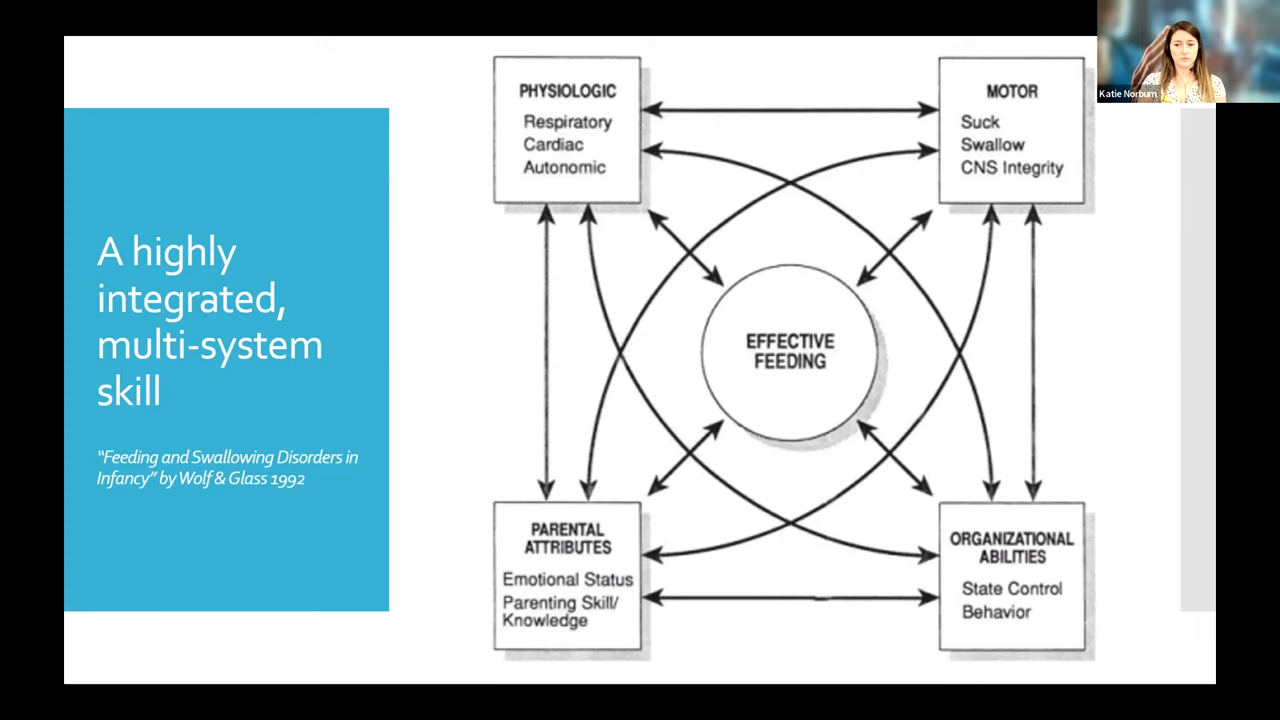 A highly
integrated,
multi-system
skill
“Feeding and Swallowing Disorders in
Infancy” by Wolf & Glass 1992
PHYSIOLOGIC
Respiratory
Cardiac
Autonomic
MOTOR
Suck
Swallow
CNS Integrity
EFFECTIVE
FEEDING
PARENTAL
ATTRIBUTES
Emotional Status
Parenting Skill/
Knowledge
ORGANIZATIONAL
ABILITIES
State Control
Behavior
Katie Norburn